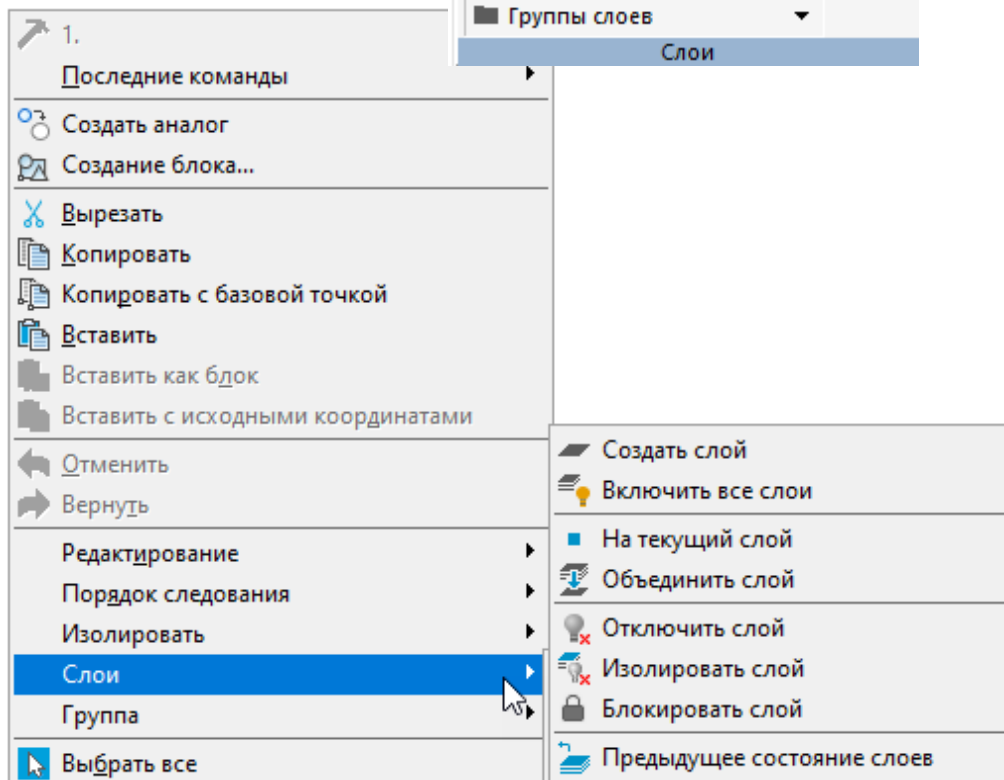 Группы слоев
Слои
1.
Последние команды
Создать аналог
Создание блока...
Вырезать
Копировать
Копировать с базовой точкой
Вставить
Вставить как блок
Вставить с исходными координатами
Отменить
Вернуть
Редактирование
Порядок следования
Изолировать
Слои
Группа
Выбрать все
Создать слой
Включить все слои
На текущий слой
Объединить слой
Отключить слой
Изолировать слой
Блокировать слой
Предыдущее состояние слоев